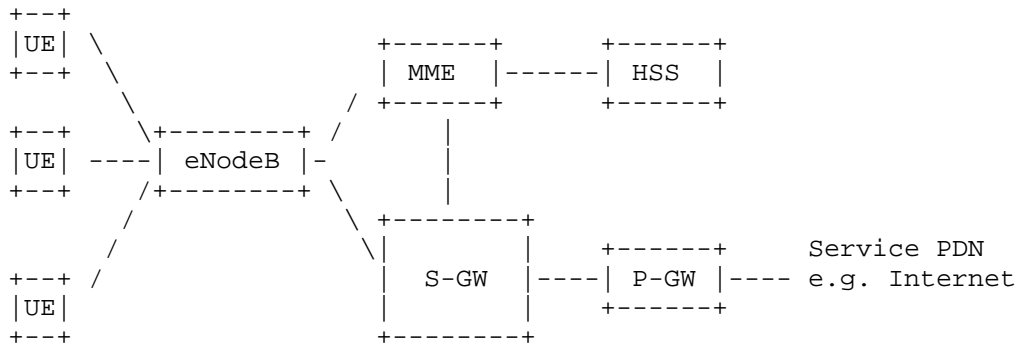 UE
MME HSS
UE eNodeB
Service PDN
S-GW P-GW e.g. Internet
UE